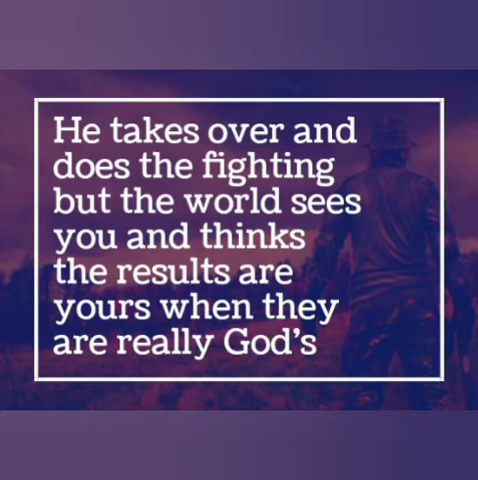 He takes over and
does the fighting
but the world sees
you and thinks
the results are
yours when they
are really God's